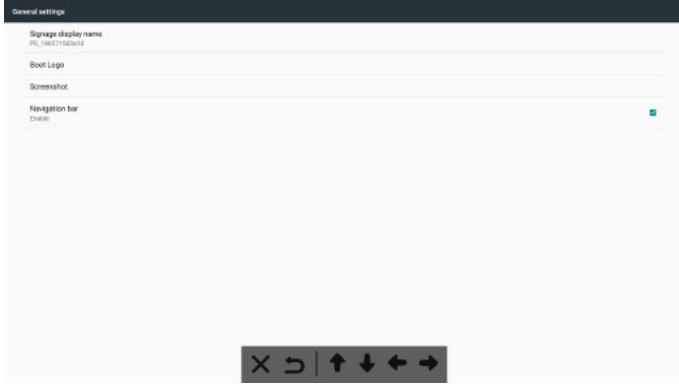 General settings
Signage display name
Boot Logo
Screenshot
Navigation bar
Enable